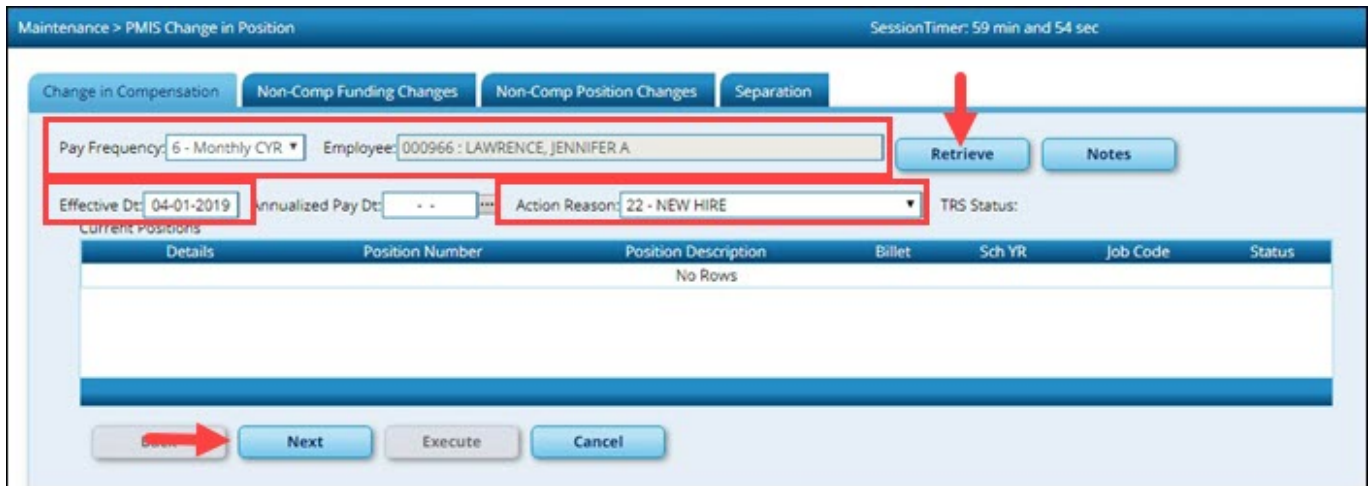 Maintenance > PMIS Change in Position SessionTimer: 59 min and 54 sec
Change in Compensation Non-Comp Funding Changes Non-Comp Position Changes Separation
Pay Frequency: 6 - Monthly CYR Employee: 000966 : LAWRENCE, JENNIFER A Retrieve Notes
Effective Dt: 04-01-2019 Annualized Pay Dt: - - ... Action Reason: 22 - NEW HIRE TRS Status:
Current Positions
Details Position Number Position Description Billet Sch YR Job Code Status
No Rows
Next Execute Cancel